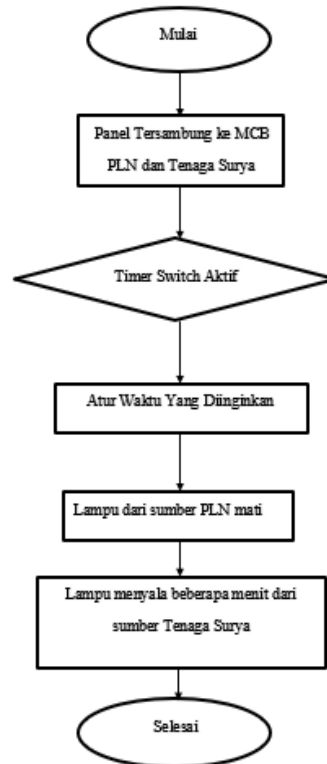 Mulai
Panel Tersambung ke MCB
PLN dan Tenaga Surya
Timer Switch Aktif
Atur Waktu Yang Diinginkan
Lampu dari sumber PLN mati
Lampu menyala beberapa menit dari
sumber Tenaga Surya
Selesai